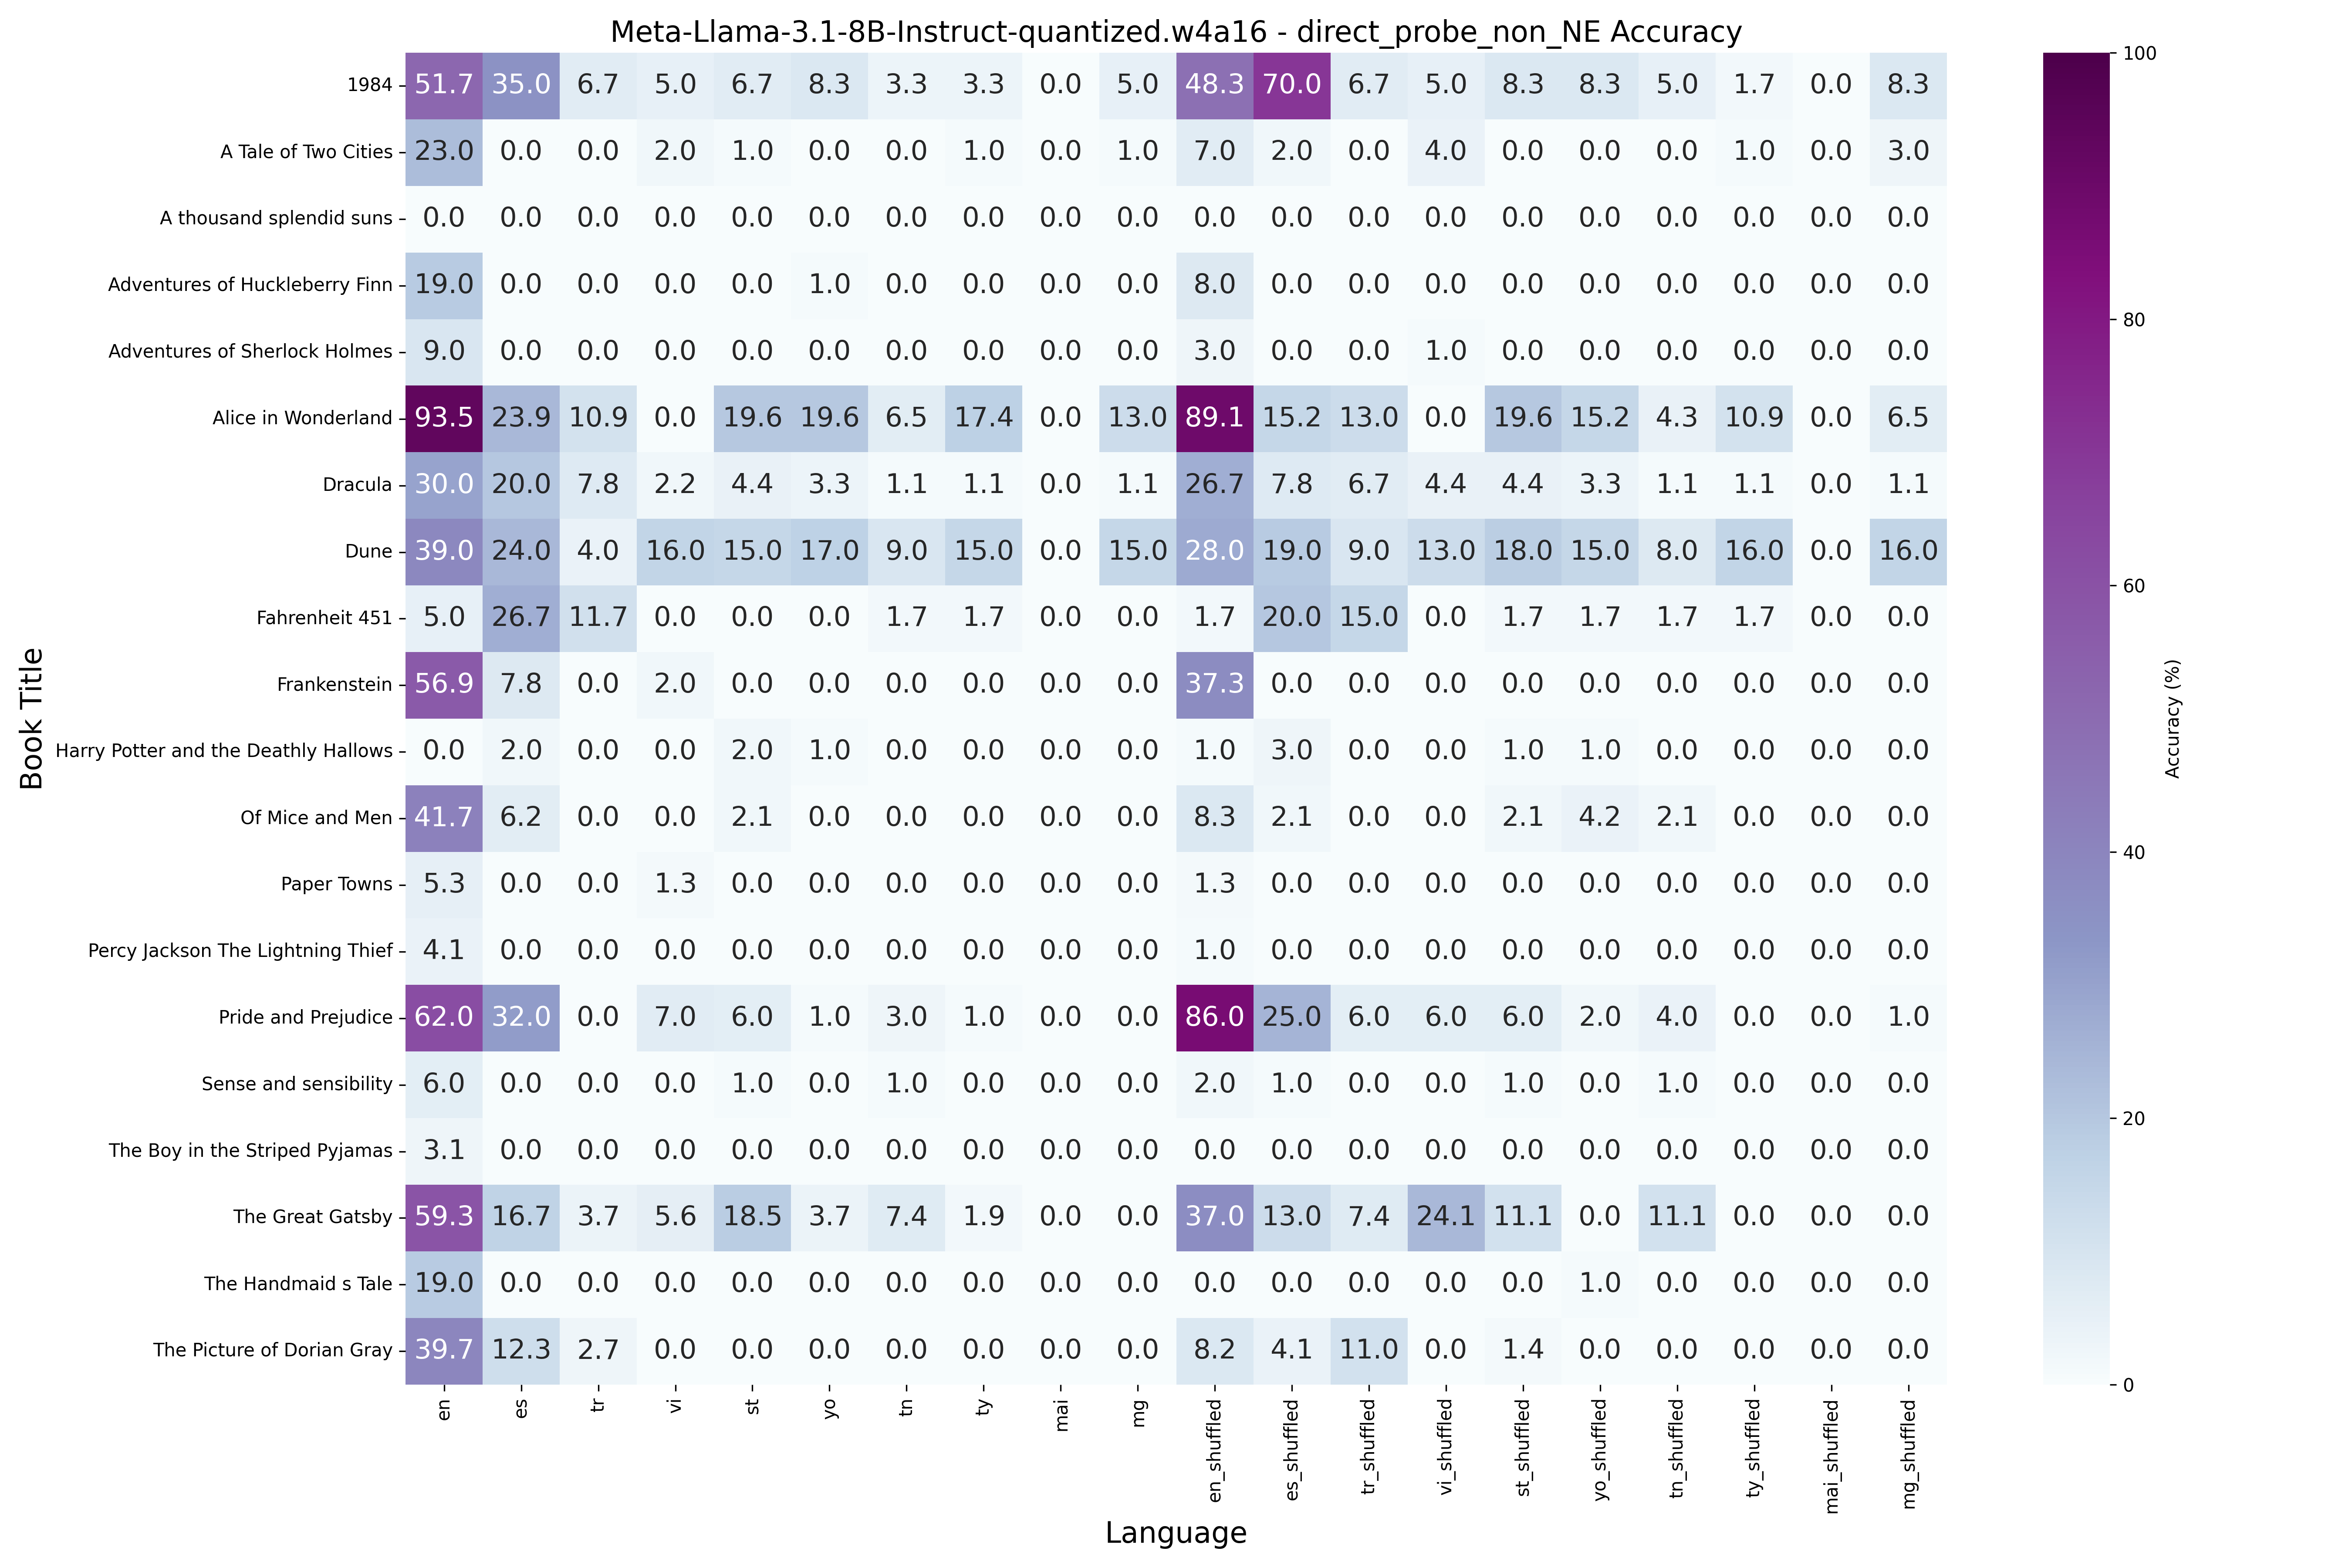 Meta-Llama-3.1-8B-Instruct-quantized.w4a16 - direct_probe_non_NE Accuracy
Book Title
1984 51.7 35.0 6.7 5.0 6.7 8.3 3.3 3.3 0.0 5.0 48.3 70.0 6.7 5.0 8.3 8.3 5.0 1.7 0.0 8.3
A Tale of Two Cities 23.0 0.0 0.0 2.0 1.0 0.0 0.0 1.0 0.0 1.0 7.0 2.0 0.0 4.0 0.0 0.0 0.0 1.0 0.0 3.0
A thousand splendid suns 0.0 0.0 0.0 0.0 0.0 0.0 0.0 0.0 0.0 0.0 0.0 0.0 0.0 0.0 0.0 0.0 0.0 0.0 0.0 0.0
Adventures of Huckleberry Finn 19.0 0.0 0.0 0.0 0.0 1.0 0.0 0.0 0.0 0.0 8.0 0.0 0.0 0.0 0.0 0.0 0.0 0.0 0.0 0.0
Adventures of Sherlock Holmes 9.0 0.0 0.0 0.0 0.0 0.0 0.0 0.0 0.0 0.0 3.0 0.0 0.0 1.0 0.0 0.0 0.0 0.0 0.0 0.0
Alice in Wonderland 93.5 23.9 10.9 0.0 19.6 19.6 6.5 17.4 0.0 13.0 89.1 15.2 13.0 0.0 19.6 15.2 4.3 10.9 0.0 6.5
Dracula 30.0 20.0 7.8 2.2 4.4 3.3 1.1 1.1 0.0 1.1 26.7 7.8 6.7 4.4 4.4 3.3 1.1 1.1 0.0 1.1
Dune 39.0 24.0 4.0 16.0 15.0 17.0 9.0 15.0 0.0 15.0 28.0 19.0 9.0 13.0 18.0 15.0 8.0 16.0 0.0 16.0
Fahrenheit 451 5.0 26.7 11.7 0.0 0.0 0.0 1.7 1.7 0.0 0.0 1.7 20.0 15.0 0.0 1.7 1.7 1.7 1.7 0.0 0.0
Frankenstein 56.9 7.8 0.0 2.0 0.0 0.0 0.0 0.0 0.0 0.0 37.3 0.0 0.0 0.0 0.0 0.0 0.0 0.0 0.0 0.0
Harry Potter and the Deathly Hallows 0.0 2.0 0.0 0.0 2.0 1.0 0.0 0.0 0.0 0.0 1.0 3.0 0.0 0.0 1.0 1.0 0.0 0.0 0.0 0.0
Of Mice and Men 41.7 6.2 0.0 0.0 2.1 0.0 0.0 0.0 0.0 0.0 8.3 2.1 0.0 0.0 2.1 4.2 2.1 0.0 0.0 0.0
Paper Towns 5.3 0.0 0.0 1.3 0.0 0.0 0.0 0.0 0.0 0.0 1.3 0.0 0.0 0.0 0.0 0.0 0.0 0.0 0.0 0.0
Percy Jackson The Lightning Thief 4.1 0.0 0.0 0.0 0.0 0.0 0.0 0.0 0.0 0.0 1.0 0.0 0.0 0.0 0.0 0.0 0.0 0.0 0.0 0.0
Pride and Prejudice 62.0 32.0 0.0 7.0 6.0 1.0 3.0 1.0 0.0 0.0 86.0 25.0 6.0 6.0 6.0 2.0 4.0 0.0 0.0 1.0
Sense and sensibility 6.0 0.0 0.0 0.0 1.0 0.0 1.0 0.0 0.0 0.0 2.0 1.0 0.0 0.0 1.0 0.0 1.0 0.0 0.0 0.0
The Boy in the Striped Pyjamas 3.1 0.0 0.0 0.0 0.0 0.0 0.0 0.0 0.0 0.0 0.0 0.0 0.0 0.0 0.0 0.0 0.0 0.0 0.0 0.0
The Great Gatsby 59.3 16.7 3.7 5.6 18.5 3.7 7.4 1.9 0.0 0.0 37.0 13.0 7.4 24.1 11.1 0.0 11.1 0.0 0.0 0.0
The Handmaid s Tale 19.0 0.0 0.0 0.0 0.0 0.0 0.0 0.0 0.0 0.0 0.0 0.0 0.0 0.0 0.0 1.0 0.0 0.0 0.0 0.0
The Picture of Dorian Gray 39.7 12.3 2.7 0.0 0.0 0.0 0.0 0.0 0.0 0.0 8.2 4.1 11.0 0.0 1.4 0.0 0.0 0.0 0.0 0.0
en es tr vi st yo tn ty mai mg en_shuffled es_shuffled tr_shuffled vi_shuffled st_shuffled yo_shuffled tn_shuffled ty_shuffled mai_shuffled mg_shuffled
Language
100
80
60
40
20
0
Accuracy (%)